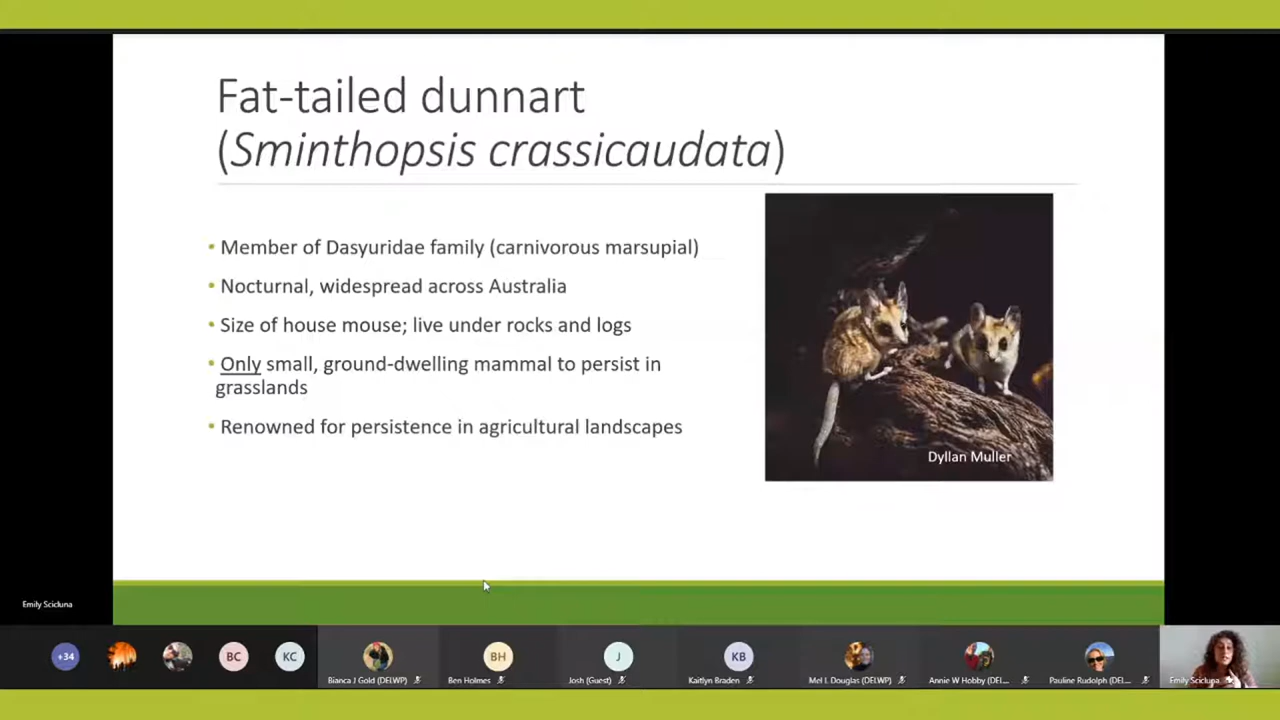 Fat-tailed dunnart
(Sminthopsis crassicaudata)
• Member of Dasyuridae family (carnivorous marsupial)
• Nocturnal, widespread across Australia
• Size of house mouse; live under rocks and logs
• Only small, ground-dwelling mammal to persist in
grasslands
• Renowned for persistence in agricultural landscapes
Dyllan Muller
Emily Scicluna
+34
BC
KC
Bianca J Gold (DELWP)
BH
Ben Holmes
J
Josh (Guest)
KB
Kaitlyn Braden
Mel I. Douglas (DELWP)
Annie W Hobby (DEL...
Pauline Rudolph (DEL...
Emily Scicluna